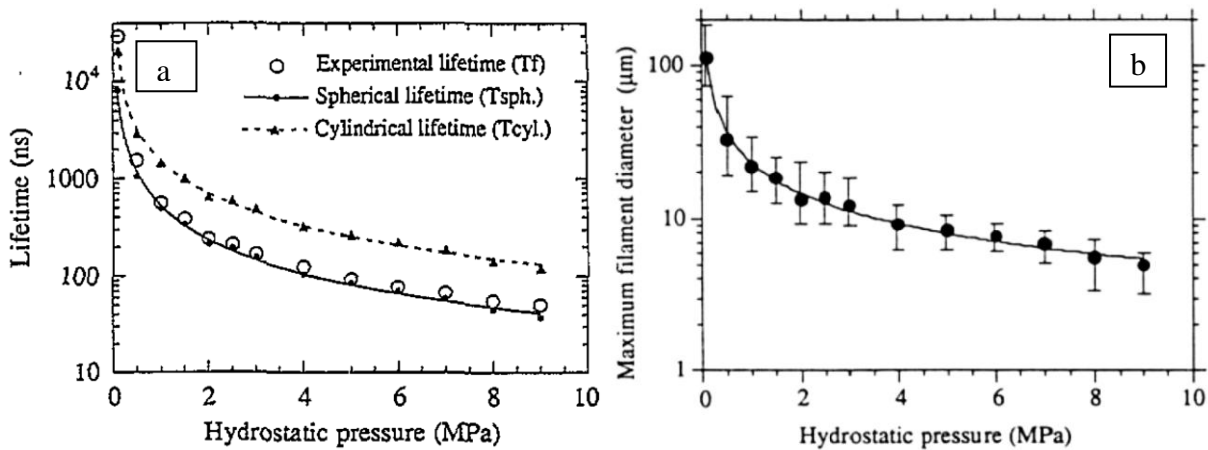 a
Experimental lifetime (Tf)
Spherical lifetime (Tsph.)
Cylindrical lifetime (Tcyl.)
10⁴
1000
100
10
Lifetime (ns)
0 2 4 6 8 10
Hydrostatic pressure (MPa)
b
100
10
1
Maximum filament diameter (μm)
0 2 4 6 8 10
Hydrostatic pressure (MPa)